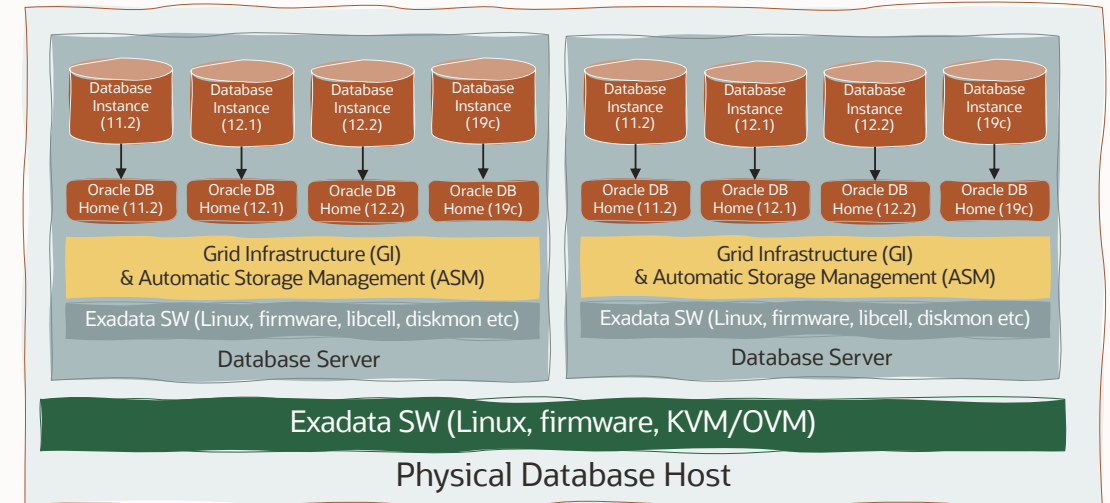 Database
Instance
(11.2)
Database
Instance
(12.1)
Database
Instance
(12.2)
Database
Instance
(19c)
Oracle DB
Home (11.2)
Oracle DB
Home (12.1)
Oracle DB
Home (12.2)
Oracle DB
Home (19c)
Grid Infrastructure (GI)
& Automatic Storage Management (ASM)
Exadata SW (Linux, firmware, libcell, diskmon etc)
Database Server
Database
Instance
(11.2)
Database
Instance
(12.1)
Database
Instance
(12.2)
Database
Instance
(19c)
Oracle DB
Home (11.2)
Oracle DB
Home (12.1)
Oracle DB
Home (12.2)
Oracle DB
Home (19c)
Grid Infrastructure (GI)
& Automatic Storage Management (ASM)
Exadata SW (Linux, firmware, libcell, diskmon etc)
Database Server
Exadata SW (Linux, firmware, KVM/OVM)
Physical Database Host